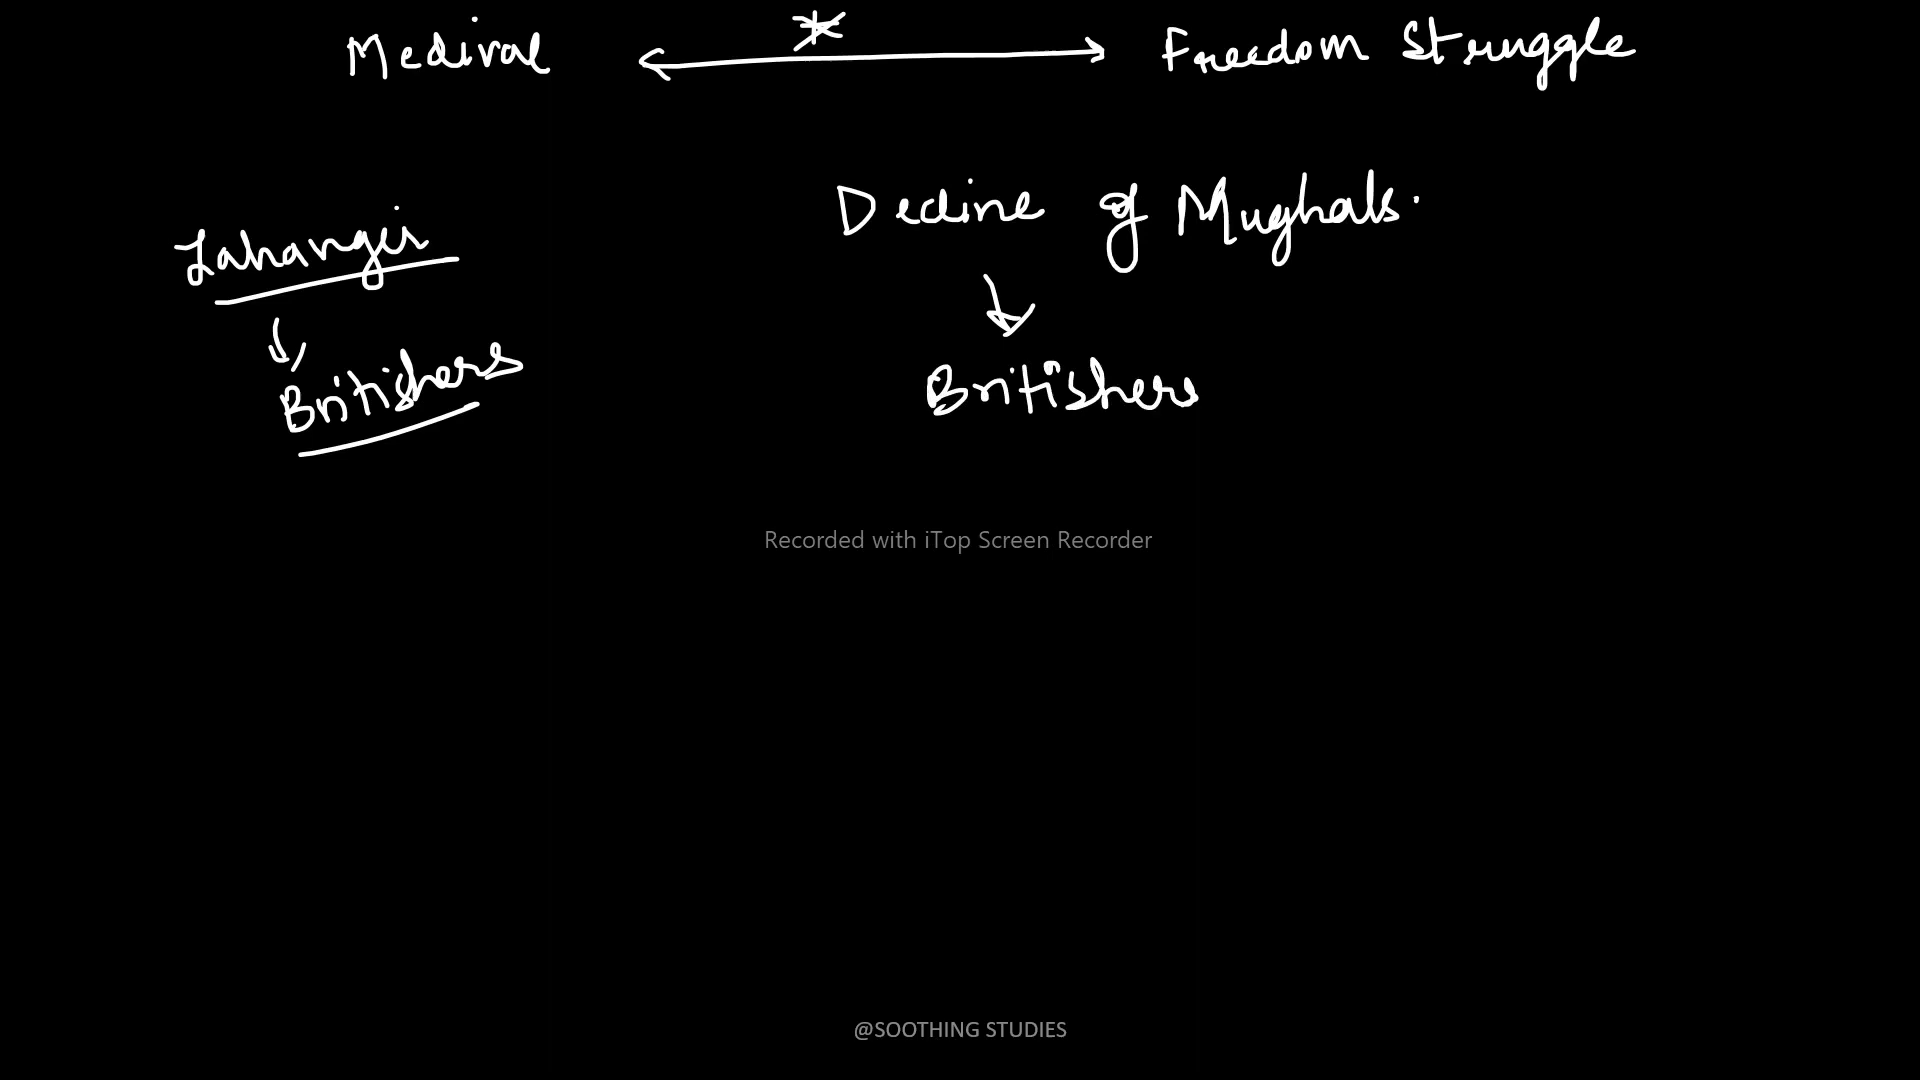 Medival Freedom Struggle
Decline of Mughals.
Jahangir
Britishers
Britishers
Recorded with iTop Screen Recorder
@SOOTHING STUDIES